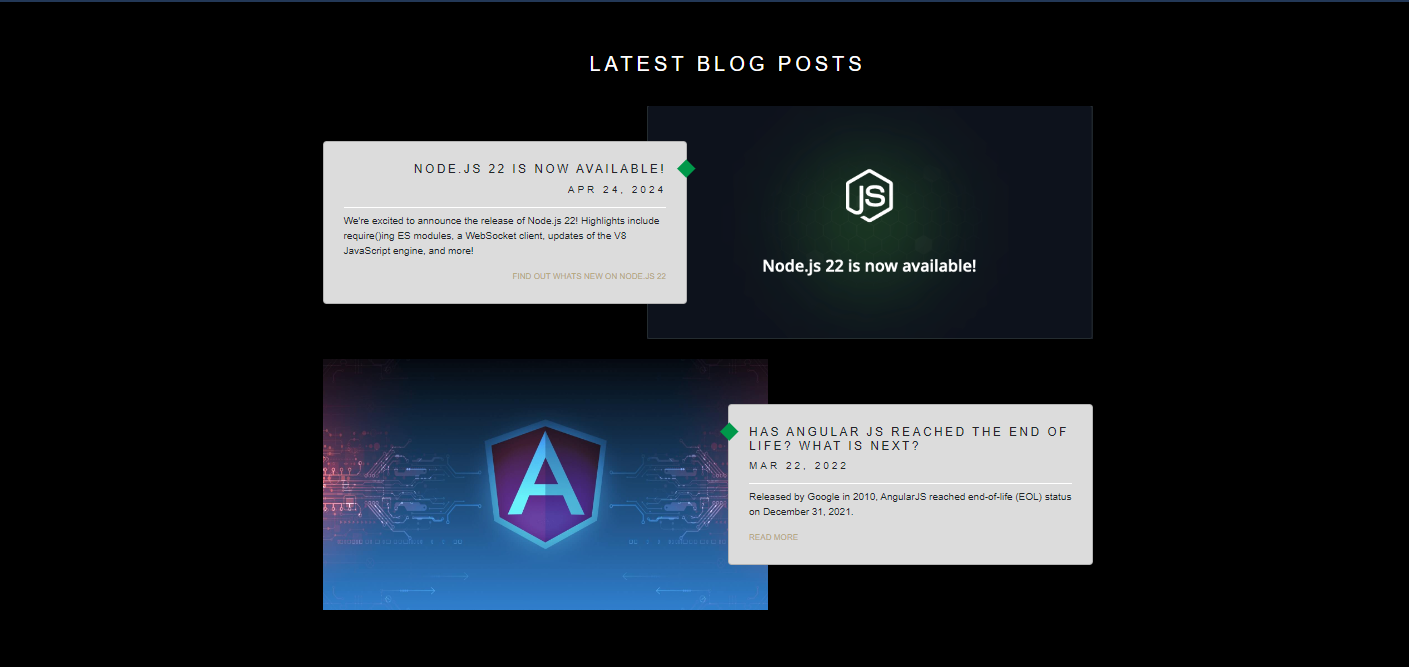 LATEST BLOG POSTS
NODE.JS 22 IS NOW AVAILABLE!
APR 24, 2024
We're excited to announce the release of Node.js 22! Highlights include
require()ing ES modules, a WebSocket client, updates of the V8
JavaScript engine, and more!
FIND OUT WHATS NEW ON NODE.JS 22
JS
Node.js 22 is now available!
A
HAS ANGULAR JS REACHED THE END OF
LIFE? WHAT IS NEXT?
MAR 22, 2022
Released by Google in 2010, AngularJS reached end-of-life (EOL) status
on December 31, 2021.
READ MORE